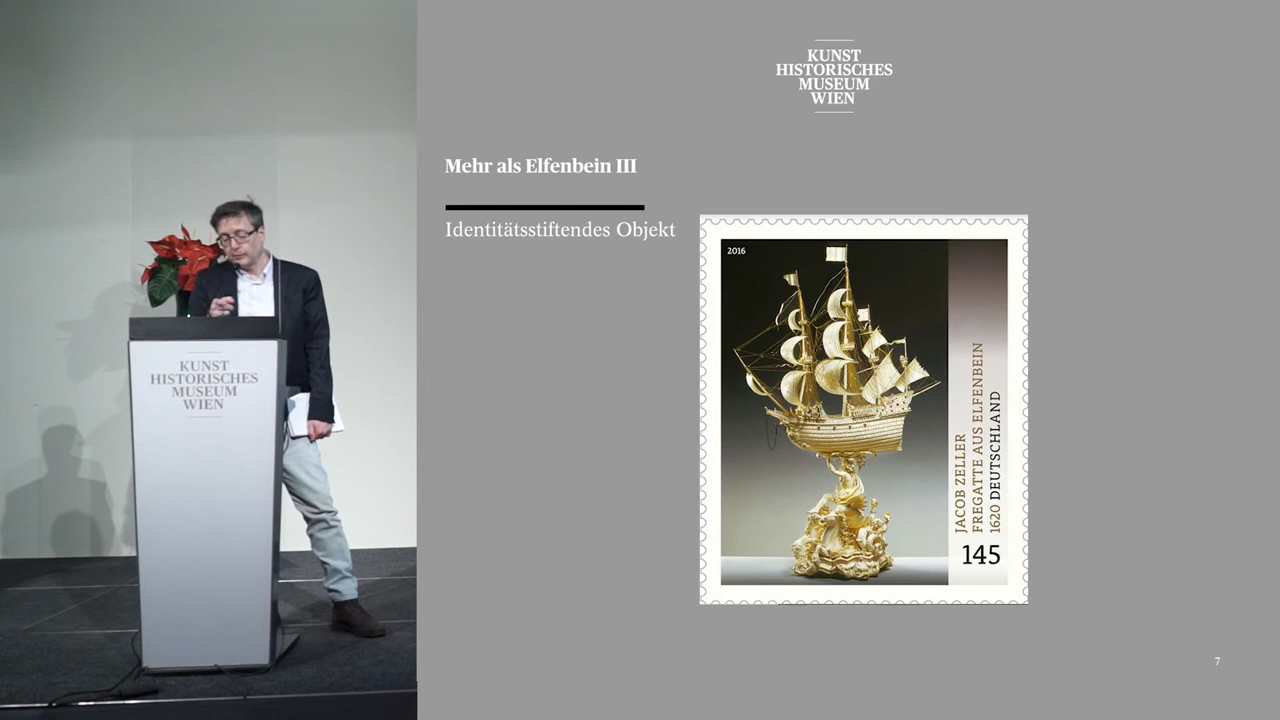 KUNST
HISTORISCHES
MUSEUM
WIEN
KUNST
HISTORISCHES
MUSEUM
WIEN
Mehr als Elfenbein III
Identitätsstiftendes Objekt
2016
JACOB ZELLER
FREGATTE AUS ELFENBEIN
1620 DEUTSCHLAND
145
7